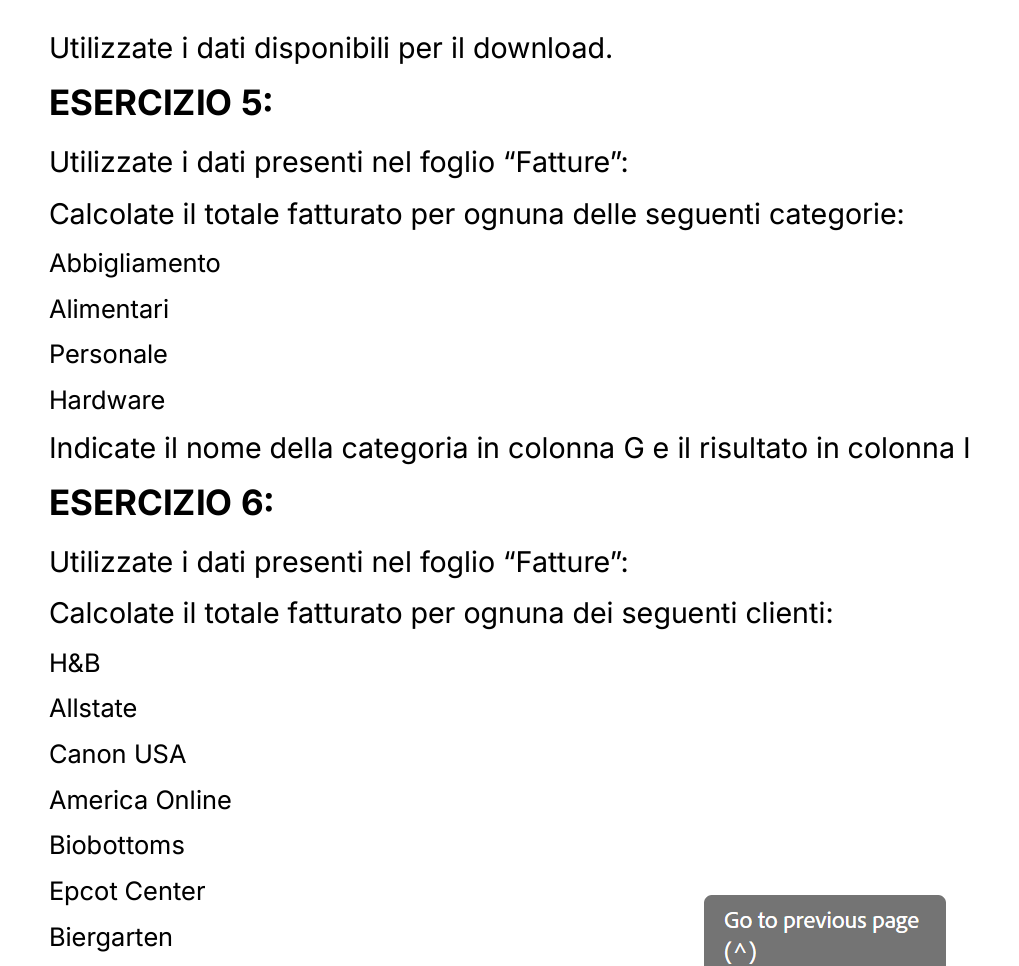 Utilizzate i dati disponibili per il download.
ESERCIZIO 5:
Utilizzate i dati presenti nel foglio “Fatture”:
Calcolate il totale fatturato per ognuna delle seguenti categorie:
Abbigliamento
Alimentari
Personale
Hardware
Indicate il nome della categoria in colonna G e il risultato in colonna I
ESERCIZIO 6:
Utilizzate i dati presenti nel foglio “Fatture”:
Calcolate il totale fatturato per ognuna dei seguenti clienti:
H&B
Allstate
Canon USA
America Online
Biobottoms
Epcot Center
Biergarten
Go to previous page
(^)